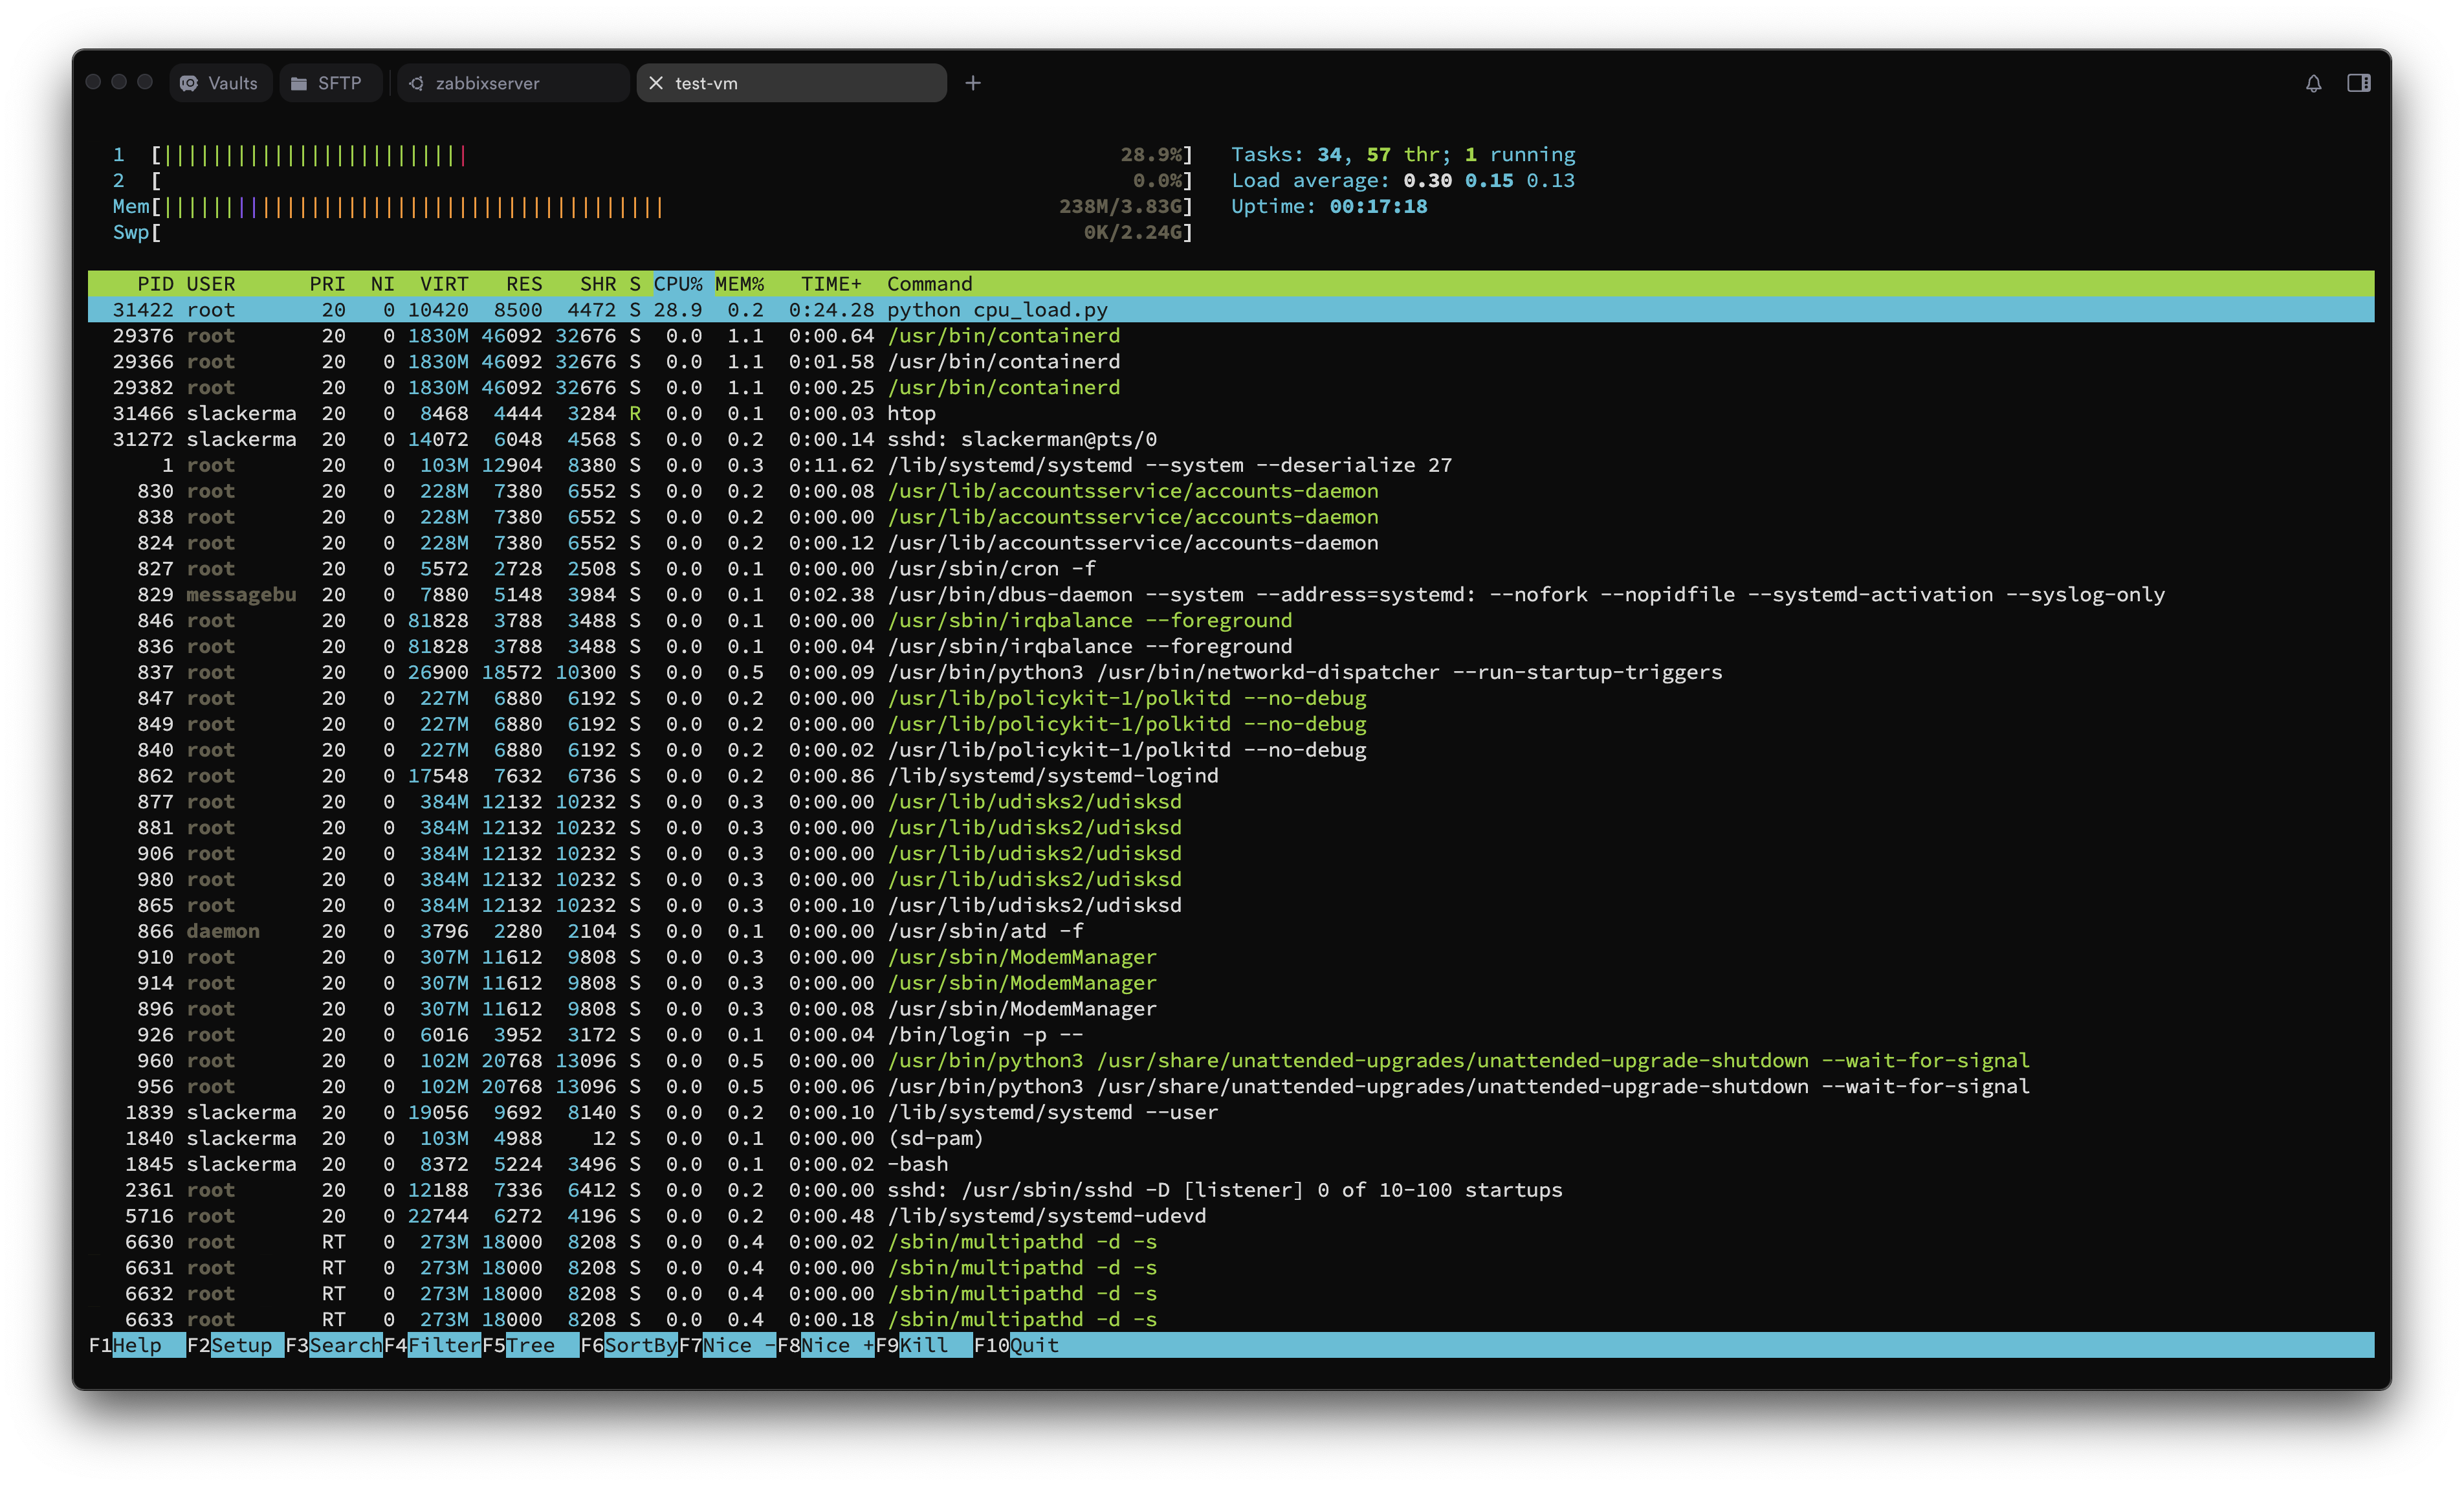 Vaults SFTP zabbixserver test-vm
1 [||||||||||||||||||||||||| 28.9%] Tasks: 34, 57 thr; 1 running
2 [ 0.0%] Load average: 0.30 0.15 0.13
Mem[||||||||||||||||||||||||||||||||||||||||| 238M/3.83G] Uptime: 00:17:18
Swp[ 0K/2.24G]
PID USER PRI NI VIRT RES SHR S CPU% MEM% TIME+ Command
31422 root 20 0 10420 8500 4472 S 28.9 0.2 0:24.28 python cpu_load.py
29376 root 20 0 1830M 46092 32676 S 0.0 1.1 0:00.64 /usr/bin/containerd
29366 root 20 0 1830M 46092 32676 S 0.0 1.1 0:01.58 /usr/bin/containerd
29382 root 20 0 1830M 46092 32676 S 0.0 1.1 0:00.25 /usr/bin/containerd
31466 slackerma 20 0 8468 4444 3284 R 0.0 0.1 0:00.03 htop
31272 slackerma 20 0 14072 6048 4568 S 0.0 0.2 0:00.14 sshd: slackerman@pts/0
1 root 20 0 103M 12904 8380 S 0.0 0.3 0:11.62 /lib/systemd/systemd --system --deserialize 27
830 root 20 0 228M 7380 6552 S 0.0 0.2 0:00.08 /usr/lib/accountsservice/accounts-daemon
838 root 20 0 228M 7380 6552 S 0.0 0.2 0:00.00 /usr/lib/accountsservice/accounts-daemon
824 root 20 0 228M 7380 6552 S 0.0 0.2 0:00.12 /usr/lib/accountsservice/accounts-daemon
827 root 20 0 5572 2728 2508 S 0.0 0.1 0:00.00 /usr/sbin/cron -f
829 messagebu 20 0 7880 5148 3984 S 0.0 0.1 0:02.38 /usr/bin/dbus-daemon --system --address=systemd: --nofork --nopidfile --systemd-activation --syslog-only
846 root 20 0 81828 3788 3488 S 0.0 0.1 0:00.00 /usr/sbin/irqbalance --foreground
836 root 20 0 81828 3788 3488 S 0.0 0.1 0:00.04 /usr/sbin/irqbalance --foreground
837 root 20 0 26900 18572 10300 S 0.0 0.5 0:00.09 /usr/bin/python3 /usr/bin/networkd-dispatcher --run-startup-triggers
847 root 20 0 227M 6880 6192 S 0.0 0.2 0:00.00 /usr/lib/policykit-1/polkitd --no-debug
849 root 20 0 227M 6880 6192 S 0.0 0.2 0:00.00 /usr/lib/policykit-1/polkitd --no-debug
840 root 20 0 227M 6880 6192 S 0.0 0.2 0:00.02 /usr/lib/policykit-1/polkitd --no-debug
862 root 20 0 17548 7632 6736 S 0.0 0.2 0:00.86 /lib/systemd/systemd-logind
877 root 20 0 384M 12132 10232 S 0.0 0.3 0:00.00 /usr/lib/udisks2/udisksd
881 root 20 0 384M 12132 10232 S 0.0 0.3 0:00.00 /usr/lib/udisks2/udisksd
906 root 20 0 384M 12132 10232 S 0.0 0.3 0:00.00 /usr/lib/udisks2/udisksd
980 root 20 0 384M 12132 10232 S 0.0 0.3 0:00.00 /usr/lib/udisks2/udisksd
865 root 20 0 384M 12132 10232 S 0.0 0.3 0:00.10 /usr/lib/udisks2/udisksd
866 daemon 20 0 3796 2280 2104 S 0.0 0.1 0:00.00 /usr/sbin/atd -f
910 root 20 0 307M 11612 9808 S 0.0 0.3 0:00.00 /usr/sbin/ModemManager
914 root 20 0 307M 11612 9808 S 0.0 0.3 0:00.00 /usr/sbin/ModemManager
896 root 20 0 307M 11612 9808 S 0.0 0.3 0:00.08 /usr/sbin/ModemManager
926 root 20 0 6016 3952 3172 S 0.0 0.1 0:00.04 /bin/login -p --
960 root 20 0 102M 20768 13096 S 0.0 0.5 0:00.00 /usr/bin/python3 /usr/share/unattended-upgrades/unattended-upgrade-shutdown --wait-for-signal
956 root 20 0 102M 20768 13096 S 0.0 0.5 0:00.06 /usr/bin/python3 /usr/share/unattended-upgrades/unattended-upgrade-shutdown --wait-for-signal
1839 slackerma 20 0 19056 9692 8140 S 0.0 0.2 0:00.10 /lib/systemd/systemd --user
1840 slackerma 20 0 103M 4988 12 S 0.0 0.1 0:00.00 (sd-pam)
1845 slackerma 20 0 8372 5224 3496 S 0.0 0.1 0:00.02 -bash
2361 root 20 0 12188 7336 6412 S 0.0 0.2 0:00.00 sshd: /usr/sbin/sshd -D [listener] 0 of 10-100 startups
5716 root 20 0 22744 6272 4196 S 0.0 0.2 0:00.48 /lib/systemd/systemd-udevd
6630 root RT 0 273M 18000 8208 S 0.0 0.4 0:00.02 /sbin/multipathd -d -s
6631 root RT 0 273M 18000 8208 S 0.0 0.4 0:00.00 /sbin/multipathd -d -s
6632 root RT 0 273M 18000 8208 S 0.0 0.4 0:00.00 /sbin/multipathd -d -s
6633 root RT 0 273M 18000 8208 S 0.0 0.4 0:00.18 /sbin/multipathd -d -s
F1Help F2Setup F3SearchF4FilterF5Tree F6SortByF7Nice -F8Nice +F9Kill F10Quit